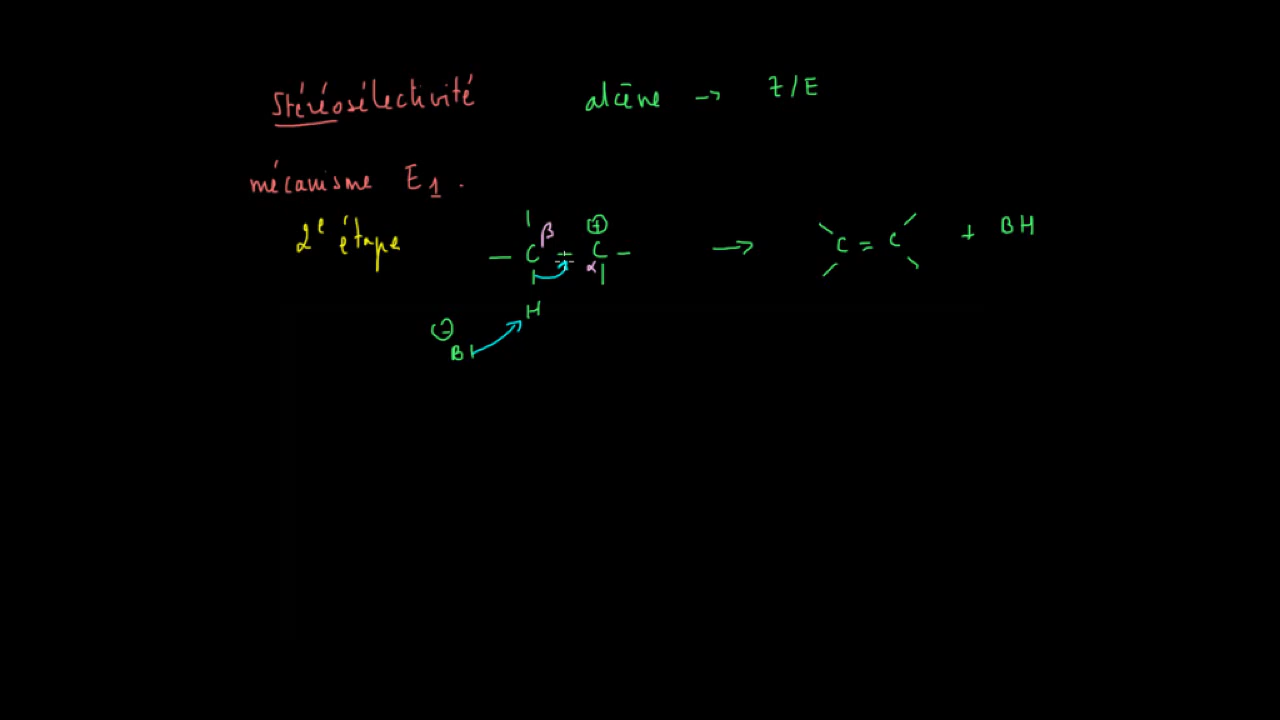 Stéréosélectivité alcène → Z/E
mécanisme E1.
2e étape
β ⊕
— C – C – → C = C + BH
α
H
⊖
B